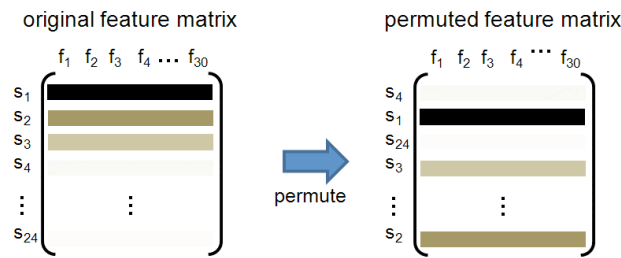 original feature matrix
f1 f2 f3 f4 ... f30
s1
s2
s3
s4
⋮ ⋮
s24
permute
permuted feature matrix
f1 f2 f3 f4 ... f30
s4
s1
s24
s3
⋮ ⋮
s2